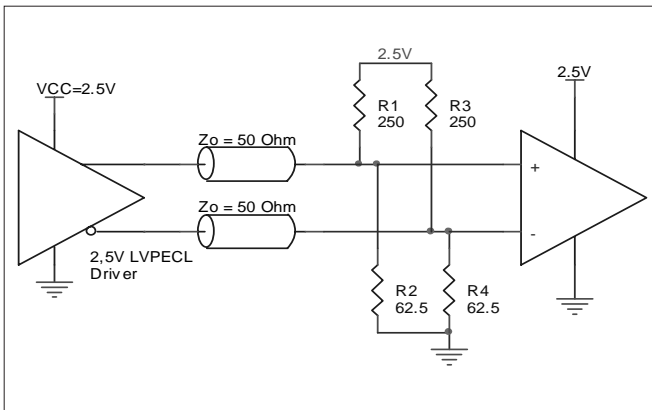 2.5V
VCC=2.5V
2.5V
R1
250
R3
250
Zo = 50 Ohm
+
Zo = 50 Ohm
-
2,5V LVPECL
Driver
R2
62.5
R4
62.5